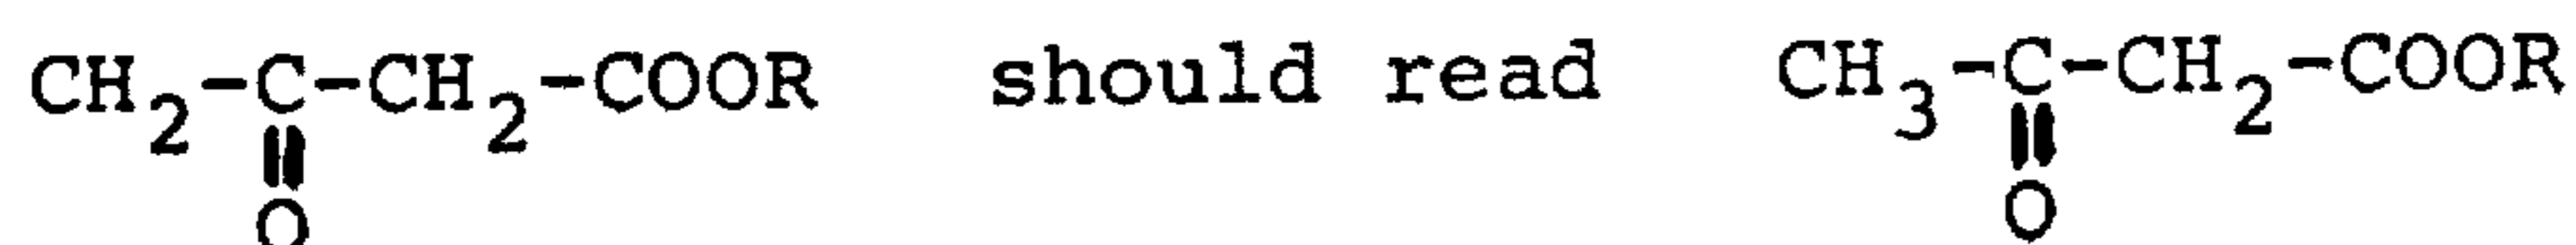 CH2-C-CH2-COOR should read CH3-C-CH2-COOR
O O